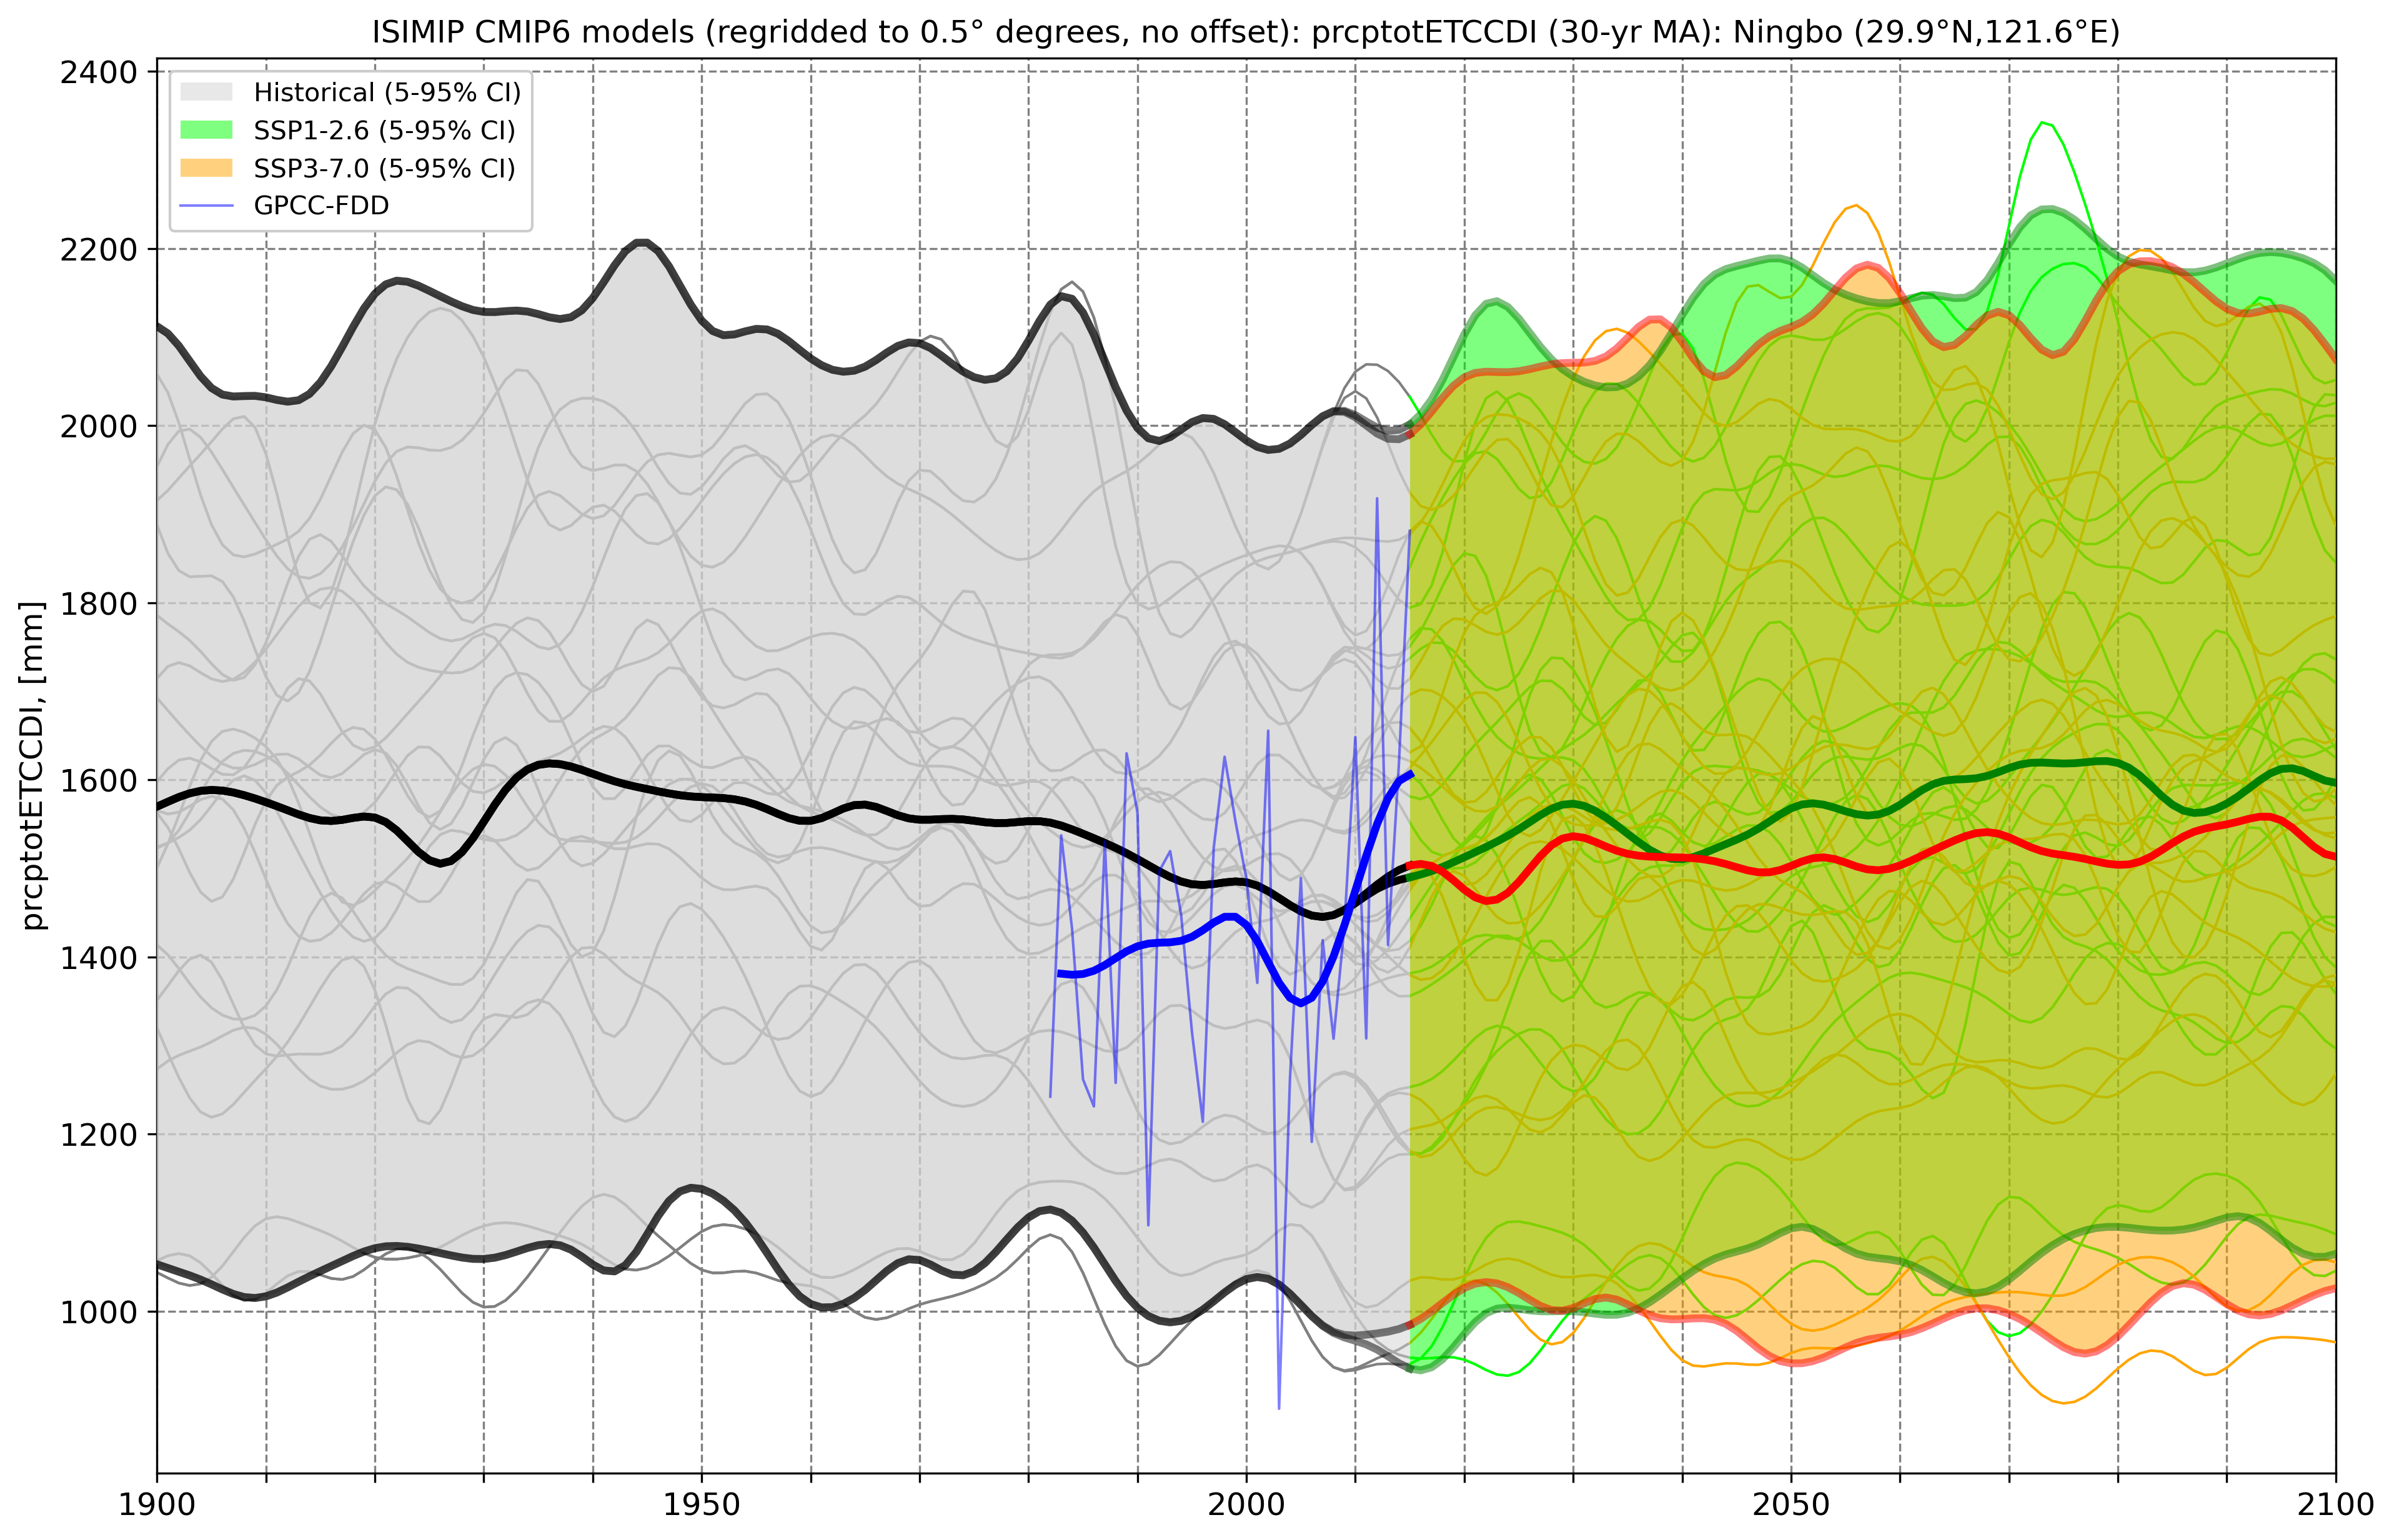 ISIMIP CMIP6 models (regridded to 0.5° degrees, no offset): prcptotETCCDI (30-yr MA): Ningbo (29.9°N,121.6°E)
Historical (5-95% CI)
SSP1-2.6 (5-95% CI)
SSP3-7.0 (5-95% CI)
GPCC-FDD
prcptotETCCDI, [mm]
2400
2200
2000
1800
1600
1400
1200
1000
1900
1950
2000
2050
2100